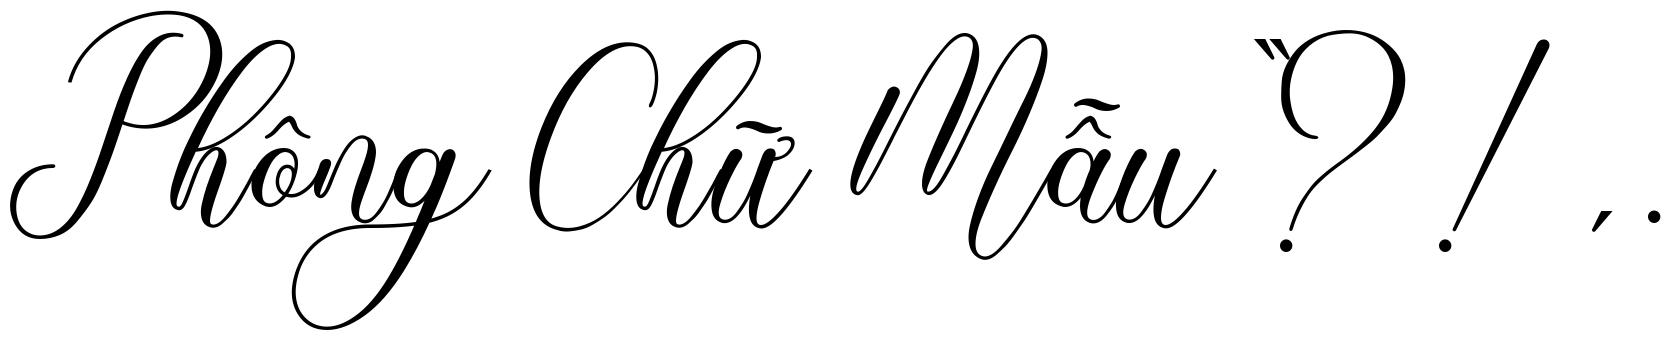 Phông Chữ Mẫu “? ! , .